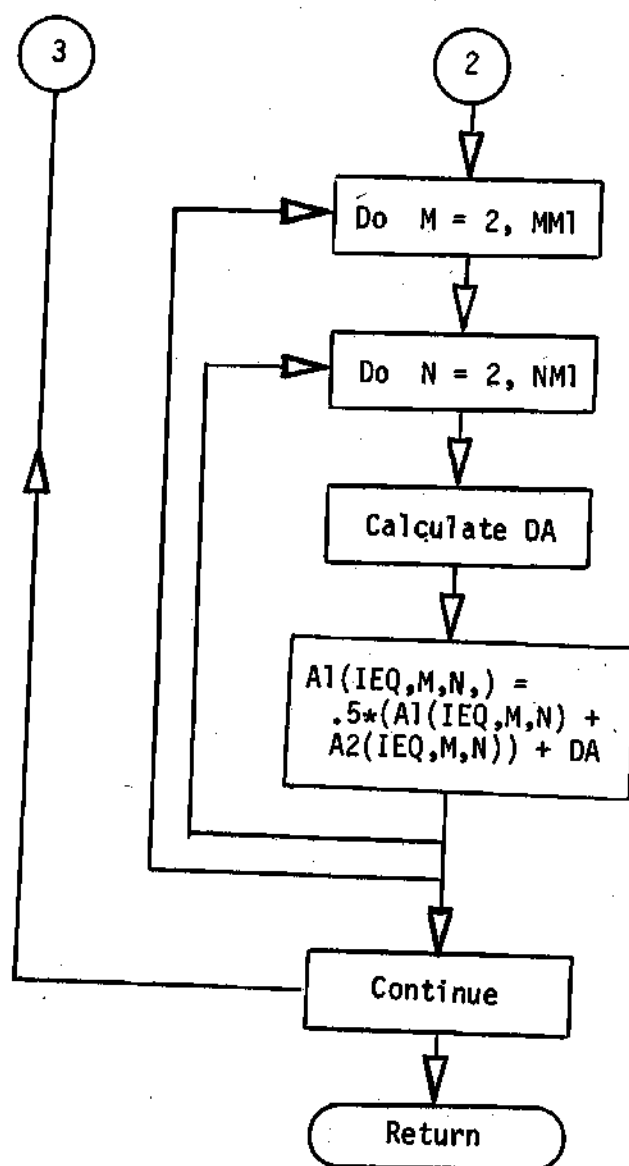 3
2
Do M = 2, MM1
Do N = 2, NM1
Calculate DA
A1(IEQ,M,N,) =
.5*(A1(IEQ,M,N) +
A2(IEQ,M,N)) + DA
Continue
Return